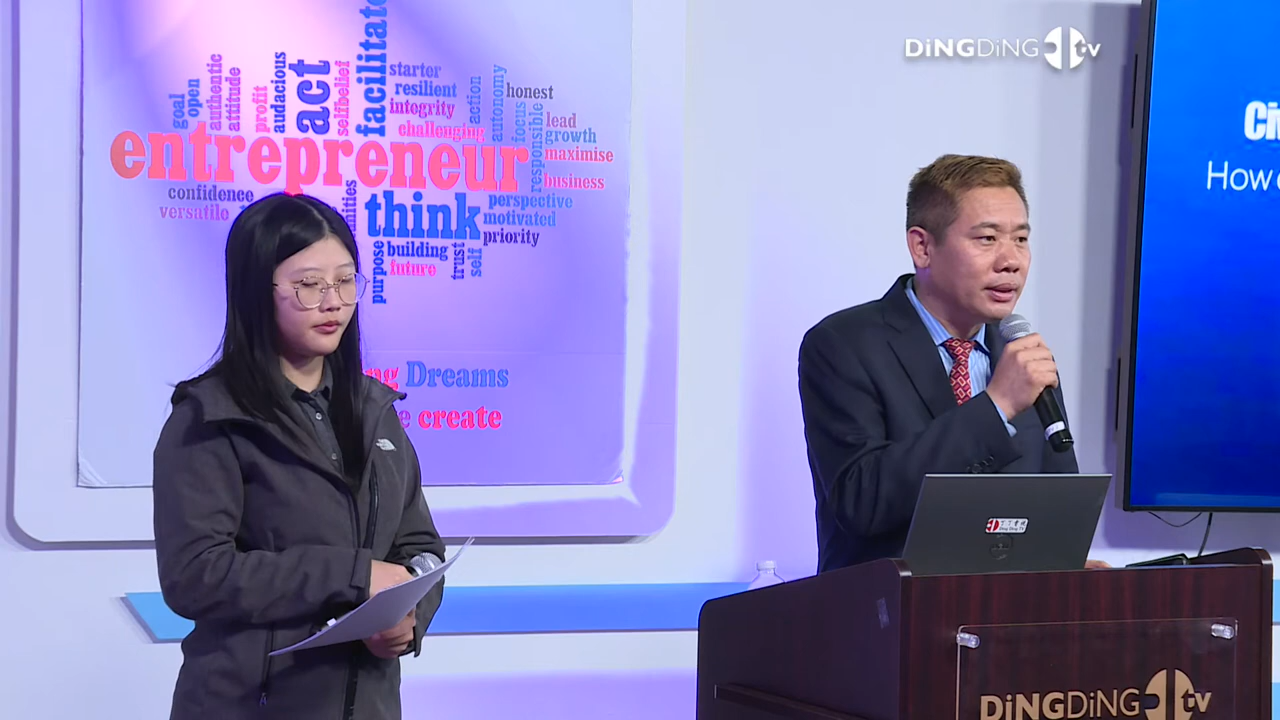 DiNGDiNG tv
facilitate
act
goal
open
authentic
attitude
profit
audacious
selfbelief
starter
resilient
integrity
challenging
action
autonomy
focus
responsible
honest
lead
growth
maximise
business
entrepreneur
confidence
versatile
think
perspective
motivated
priority
purpose
building
future
trust
self
Dreams
create
How
DiNGDiNG tv